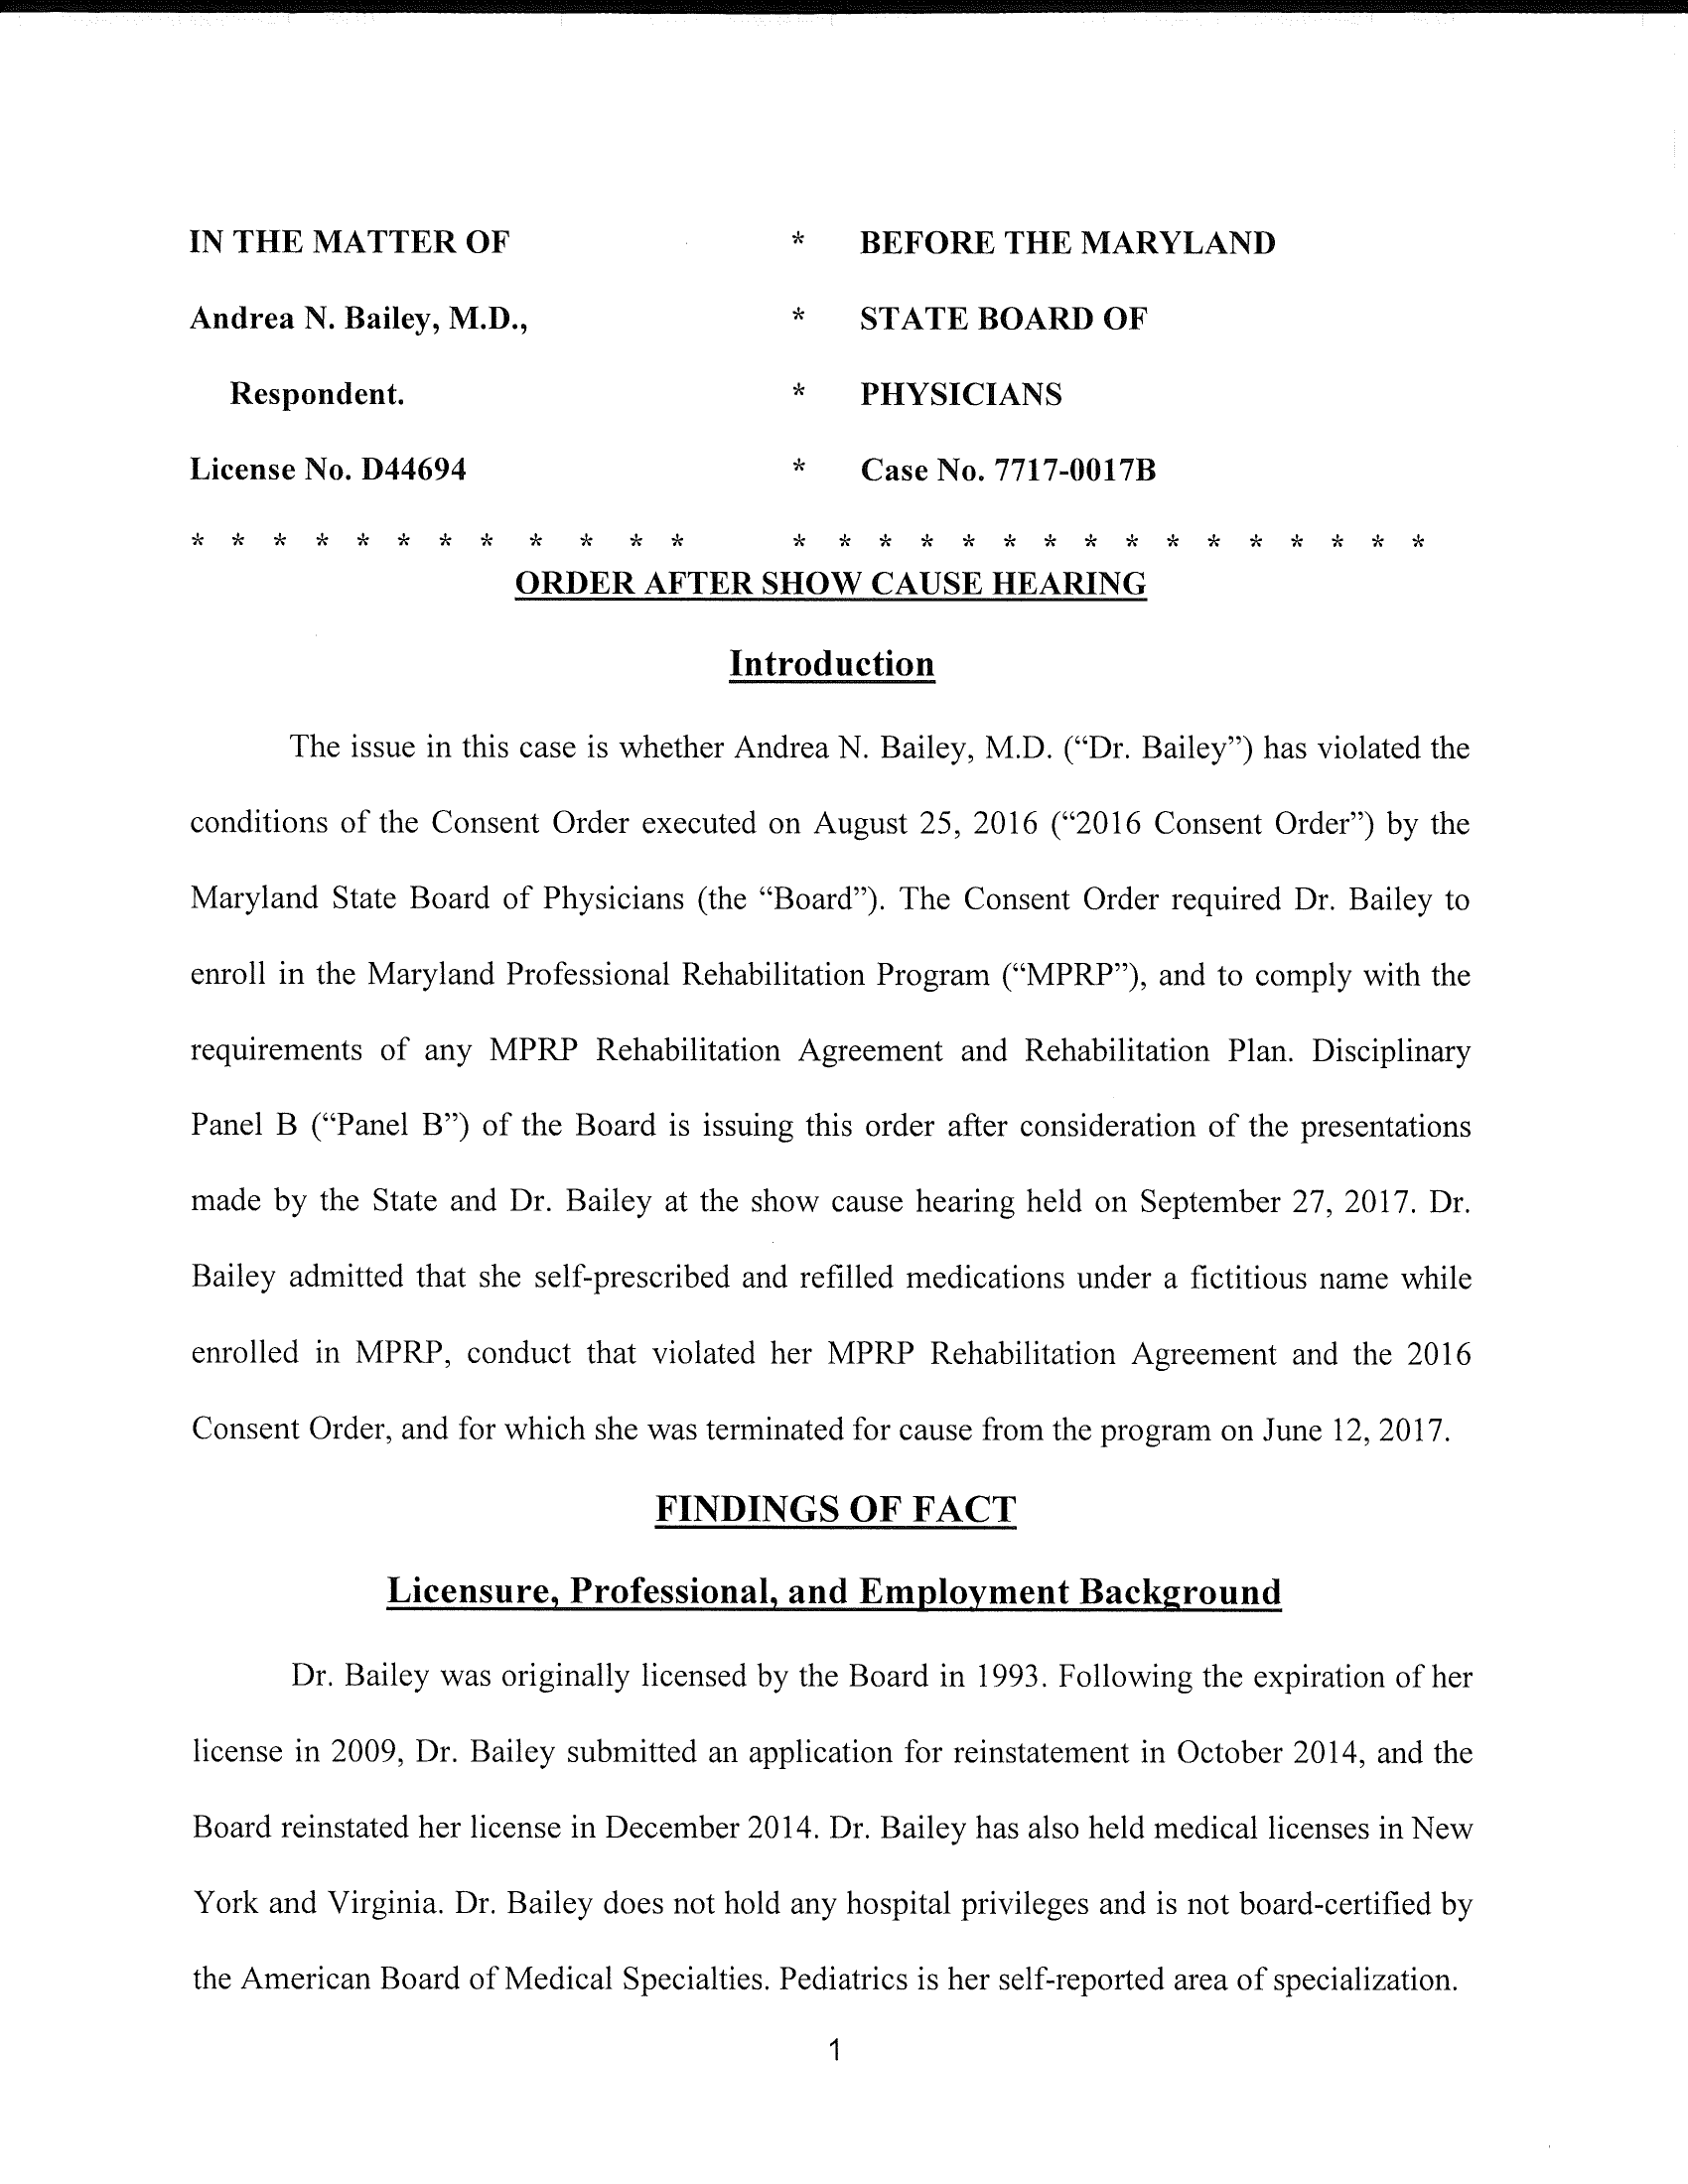 IN THE MATTER OF * BEFORE THE MARYLAND
Andrea N. Bailey, M.D., * STATE BOARD OF
Respondent. * PHYSICIANS
License No. D44694 * Case No. 7717-0017B
* * * * * * * * * * * * * * * * * * * * * * * * * * * *
ORDER AFTER SHOW CAUSE HEARING
Introduction
The issue in this case is whether Andrea N. Bailey, M.D. (“Dr. Bailey”) has violated the
conditions of the Consent Order executed on August 25, 2016 (“2016 Consent Order”) by the
Maryland State Board of Physicians (the “Board”). The Consent Order required Dr. Bailey to
enroll in the Maryland Professional Rehabilitation Program (“MPRP”), and to comply with the
requirements of any MPRP Rehabilitation Agreement and Rehabilitation Plan. Disciplinary
Panel B (“Panel B”) of the Board is issuing this order after consideration of the presentations
made by the State and Dr. Bailey at the show cause hearing held on September 27, 2017. Dr.
Bailey admitted that she self-prescribed and refilled medications under a fictitious name while
enrolled in MPRP, conduct that violated her MPRP Rehabilitation Agreement and the 2016
Consent Order, and for which she was terminated for cause from the program on June 12, 2017.
FINDINGS OF FACT
Licensure, Professional, and Employment Background
Dr. Bailey was originally licensed by the Board in 1993. Following the expiration of her
license in 2009, Dr. Bailey submitted an application for reinstatement in October 2014, and the
Board reinstated her license in December 2014. Dr. Bailey has also held medical licenses in New
York and Virginia. Dr. Bailey does not hold any hospital privileges and is not board-certified by
the American Board of Medical Specialties. Pediatrics is her self-reported area of specialization.
1